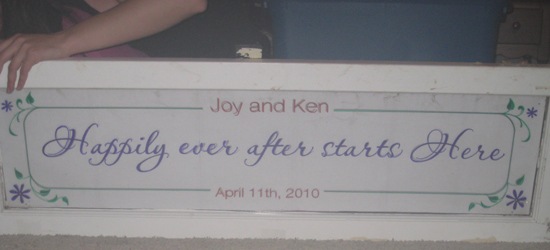 Joy and Ken
Happily ever after starts Here
April 11th, 2010